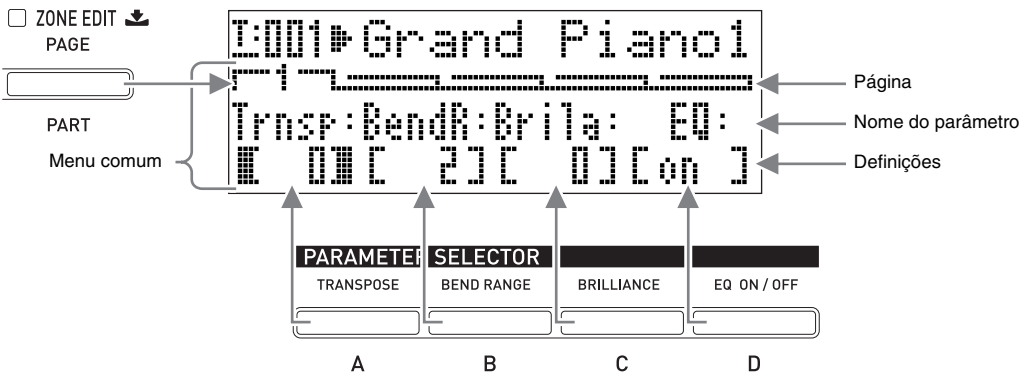 ZONE EDIT
PAGE
PART
I:001 Grand Piano1
1
Trnsp:BendR:Brila: EQ:
[ 0][ 2][ 0][on ]
Página
Nome do parâmetro
Menu comum
Definições
PARAMETER SELECTOR
TRANSPOSE BEND RANGE BRILLIANCE EQ ON / OFF
A B C D